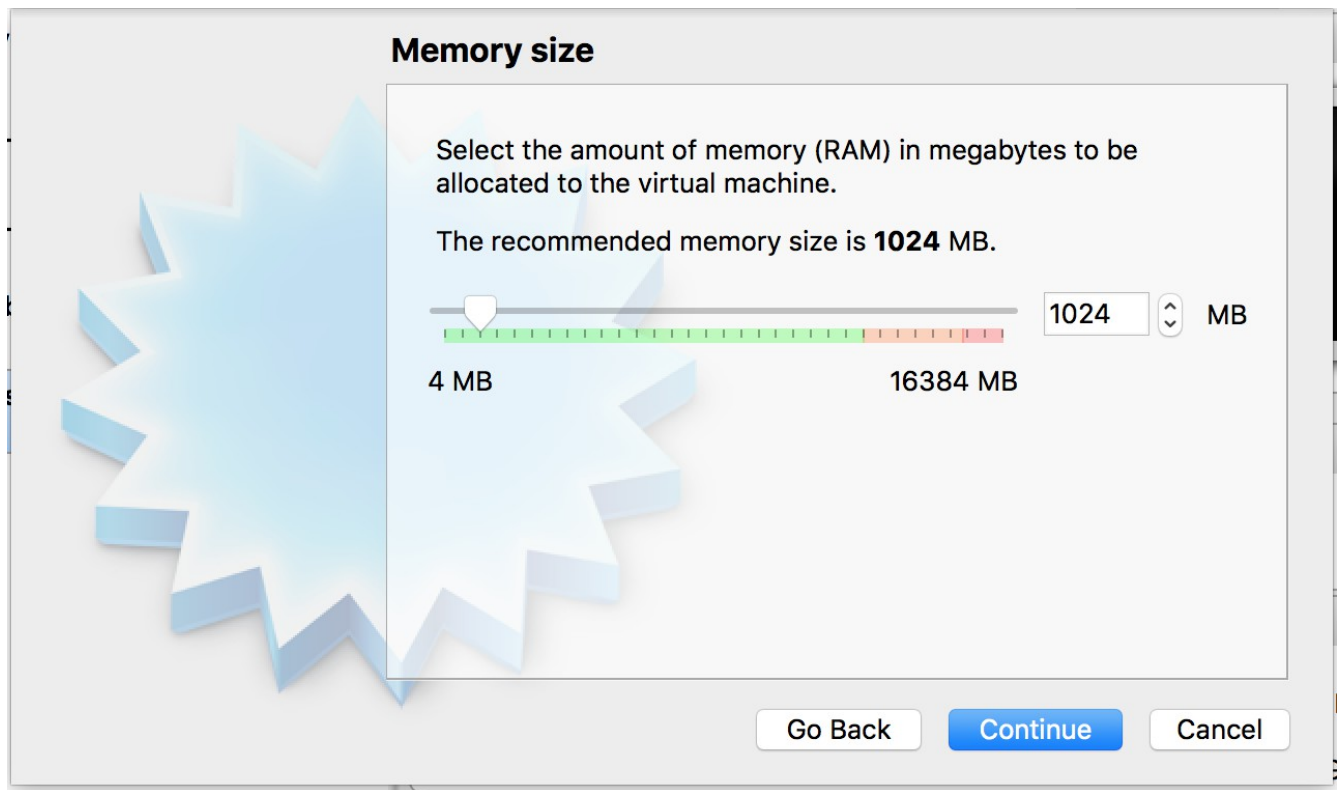 Memory size
Select the amount of memory (RAM) in megabytes to be
allocated to the virtual machine.
The recommended memory size is 1024 MB.
1024 MB
4 MB 16384 MB
Go Back Continue Cancel